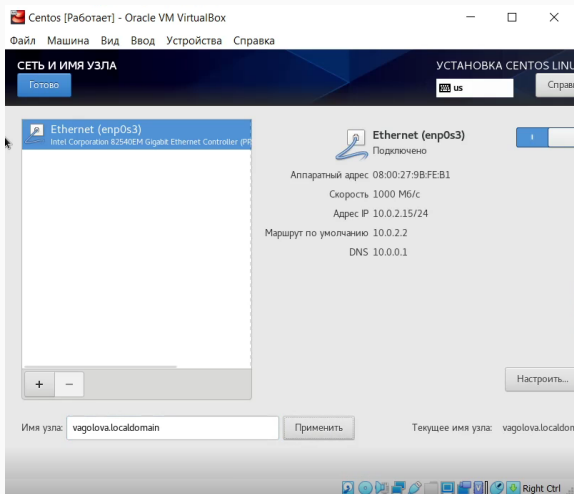 Centos [Работает] - Oracle VM VirtualBox
Файл Машина Вид Ввод Устройства Справка
СЕТЬ И ИМЯ УЗЛА
УСТАНОВКА CENTOS LINU
Готово
us
Справ
Ethernet (enp0s3)
Intel Corporation 82540EM Gigabit Ethernet Controller (PR
Ethernet (enp0s3)
Подключено
Аппаратный адрес 08:00:27:9B:FE:B1
Скорость 1000 Мб/с
Адрес IP 10.0.2.15/24
Маршрут по умолчанию 10.0.2.2
DNS 10.0.0.1
+ −
Настроить...
Имя узла: vagolova.localdomain
Применить
Текущее имя узла: vagolova.localdon
Right Ctrl